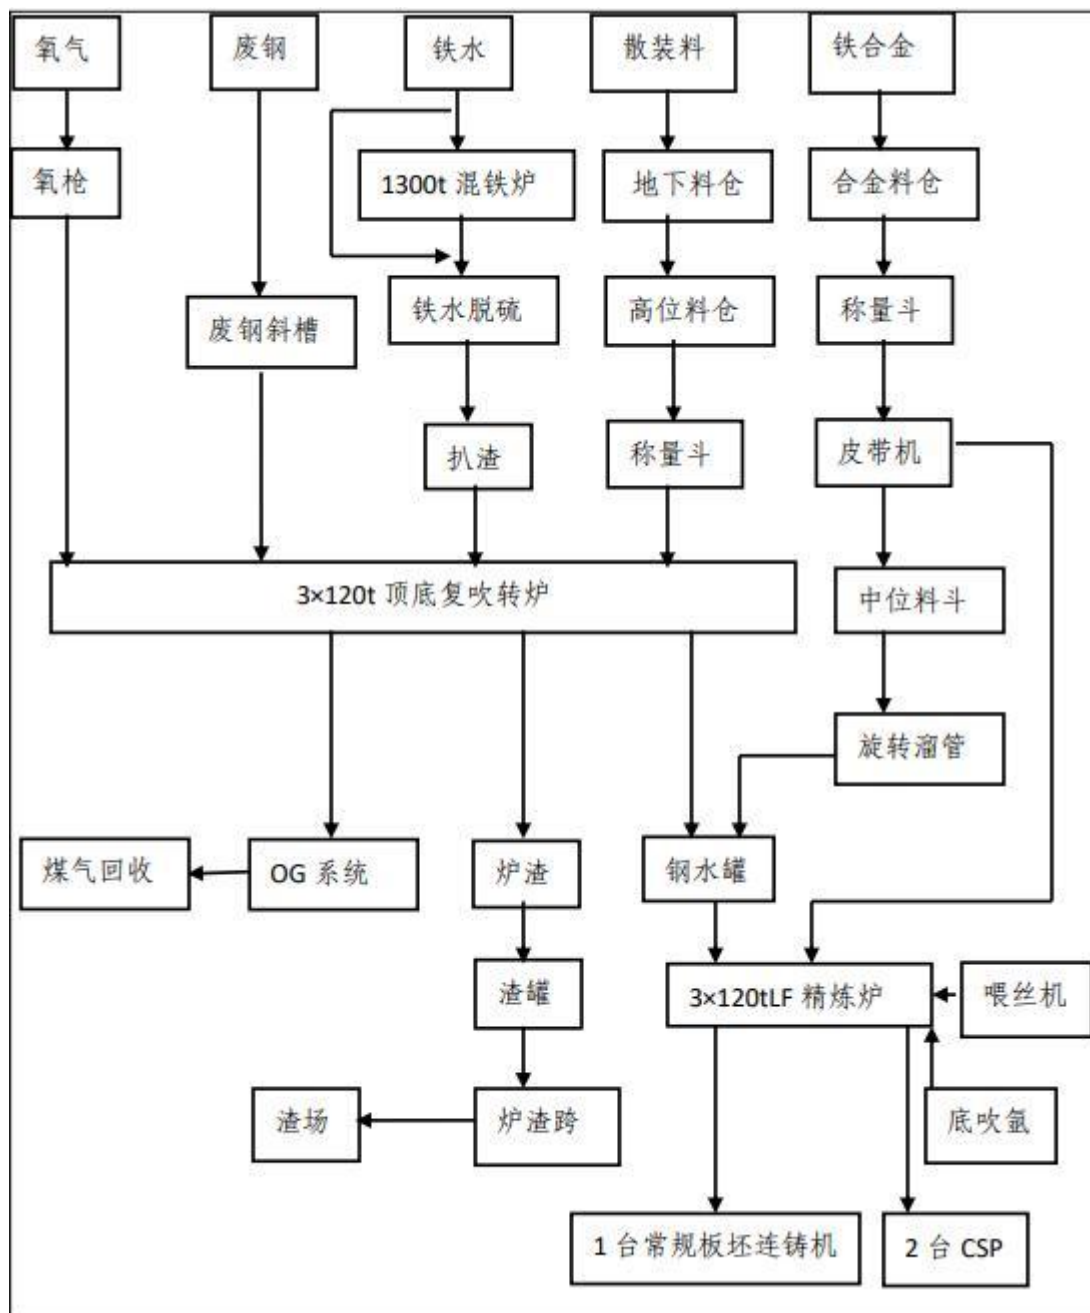 氧气
废钢
铁水
散装料
铁合金
氧枪
1300t 混铁炉
地下料仓
合金料仓
废钢斜槽
铁水脱硫
高位料仓
称量斗
扒渣
称量斗
皮带机
3×120t 顶底复吹转炉
中位料斗
旋转溜管
煤气回收
OG 系统
炉渣
钢水罐
渣罐
3×120tLF 精炼炉
喂丝机
渣场
炉渣跨
底吹氩
1 台常规板坯连铸机
2 台 CSP